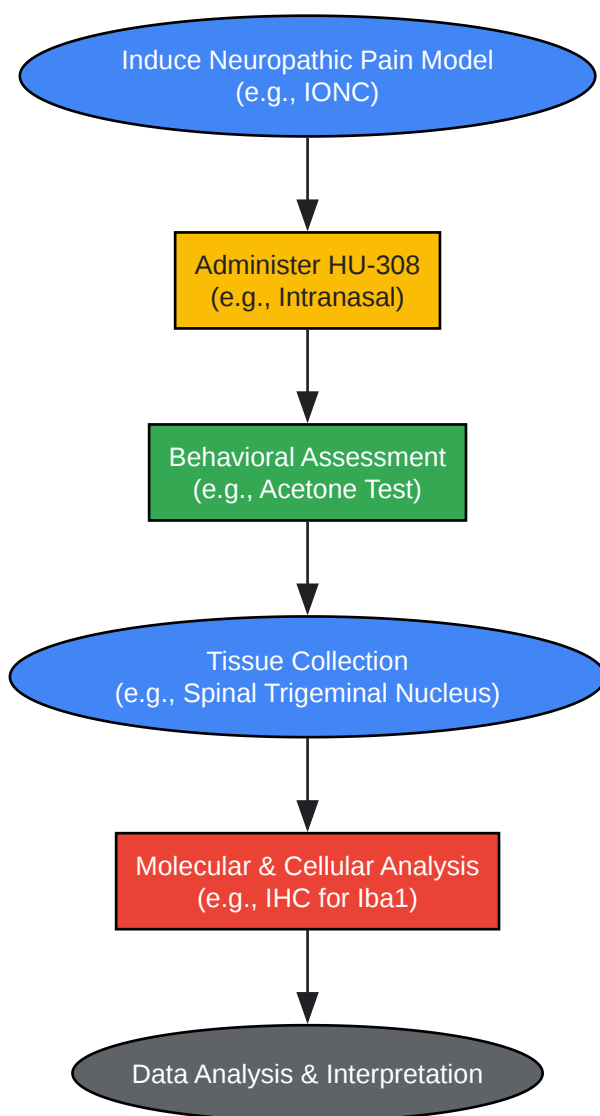 Induce Neuropathic Pain Model
(e.g., IONC)
Administer HU-308
(e.g., Intranasal)
Behavioral Assessment
(e.g., Acetone Test)
Tissue Collection
(e.g., Spinal Trigeminal Nucleus)
Molecular & Cellular Analysis
(e.g., IHC for Iba1)
Data Analysis & Interpretation